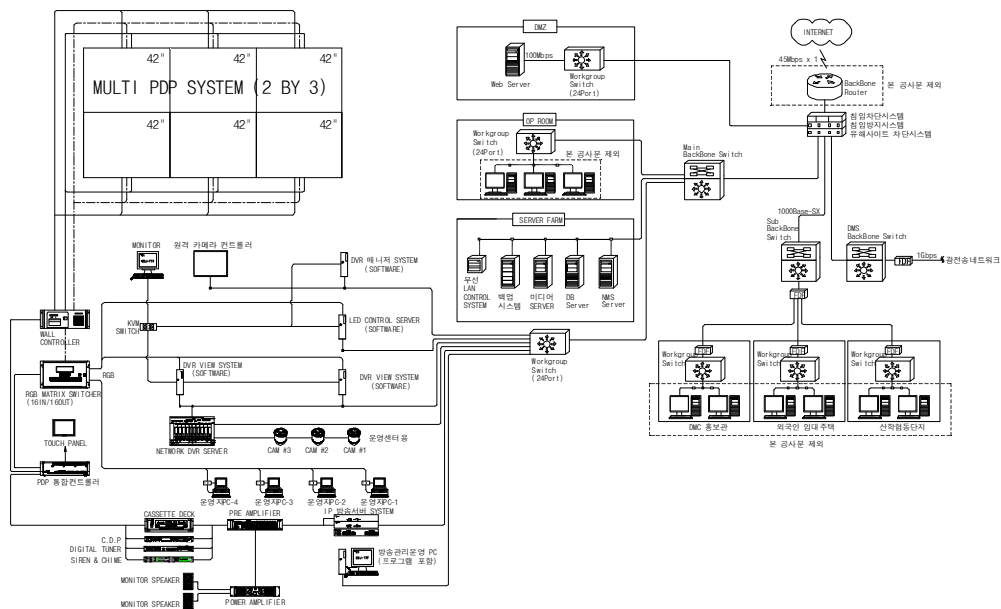 42"
42"
42"
MULTI PDP SYSTEM (2 BY 3)
42"
42"
42"
MONITOR
원격 카메라 컨트롤러
DVR 매니저 SYSTEM
(SOFTWARE)
KVM
SWITCH
LED CONTROL SERVER
(SOFTWARE)
WALL
CONTROLLER
RGB
DVR VIEW SYSTEM
(SOFTWARE)
DVR VIEW SYSTEM
(SOFTWARE)
RGB MATRIX SWITCHER
(16IN/16OUT)
TOUCH PANEL
NETWORK DVR SERVER
CAM #3
CAM #2
CAM #1
운영센터용
PDP 통합컨트롤러
운영자PC-4
운영자PC-3
운영자PC-2
운영자PC-1
CASSETTE DECK
PRE AMPLIFIER
IP 방송서버 SYSTEM
C.D.P
DIGITAL TUNER
SIREN & CHIME
방송관리운영 PC
(프로그램 포함)
MONITOR SPEAKER
MONITOR SPEAKER
POWER AMPLIFIER
DMZ
100Mbps
Web Server
Workgroup
Switch
(24Port)
OP ROOM
Workgroup
Switch
(24Port)
본 공사분 제외
SERVER FARM
무선
LAN
CONTROL
SYSTEM
백업
시스템
미디어
SERVER
DB
Server
NMS
Server
Workgroup
Switch
(24Port)
Main
BackBone Switch
INTERNET
45Mbps x 1
BackBone
Router
본 공사분 제외
침입차단시스템
침입방지시스템
유해사이트 차단시스템
1000Base-SX
Sub
BackBone
Switch
DMS
BackBone Switch
FDF
1Gbps
광전송네트워크
FDF
Workgroup
Switch
FDF
Workgroup
Switch
FDF
Workgroup
Switch
FDF
DMC 홍보관
외국인 임대주택
산학협동단지
본 공사분 제외